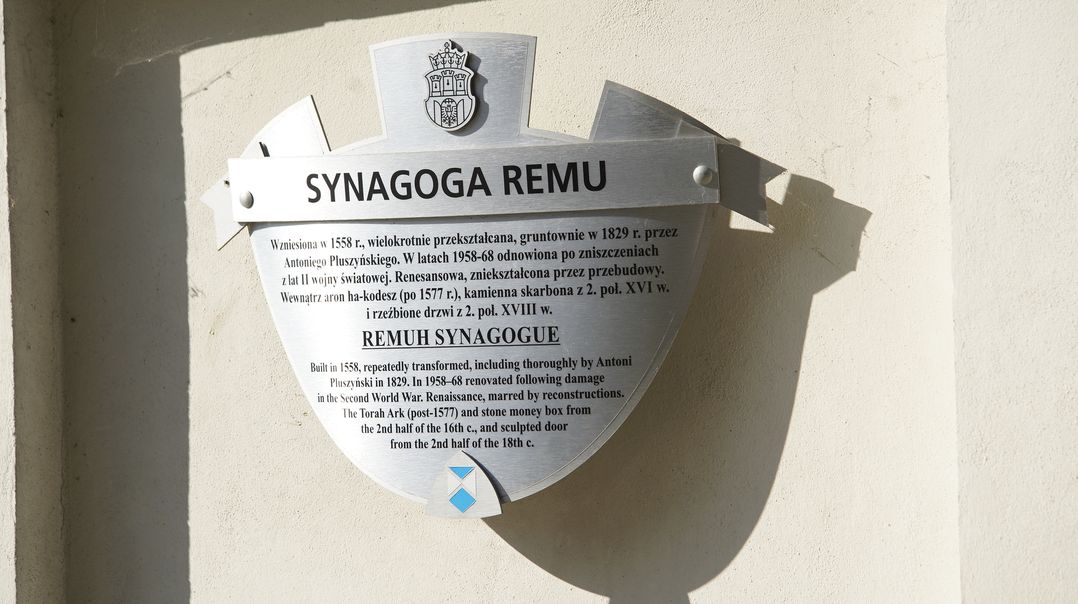 SYNAGOGA REMU
Wzniesiona w 1558 r., wielokrotnie przekształcana, gruntownie w 1829 r. przez
Antoniego Pluszyńskiego. W latach 1958-68 odnowiona po zniszczeniach
z lat II wojny światowej. Renesansowa, zniekształcona przez przebudowy.
Wewnątrz aron ha-kodesz (po 1577 r.), kamienna skarbona z 2. poł. XVI w.
i rzeźbione drzwi z 2. poł. XVIII w.
REMUH SYNAGOGUE
Built in 1558, repeatedly transformed, including thoroughly by Antoni
Pluszyński in 1829. In 1958–68 renovated following damage
in the Second World War. Renaissance, marred by reconstructions.
The Torah Ark (post-1577) and stone money box from
the 2nd half of the 16th c., and sculpted door
from the 2nd half of the 18th c.